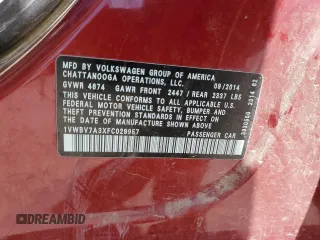 MFD BY VOLKSWAGEN GROUP OF AMERICA
CHATTANOOGA OPERATIONS, LLC. 09/2014
GVWR 4674 GAWR FRONT 2447 / REAR 2337 LBS
THIS VEHICLE CONFORMS TO ALL APPLICABLE
FEDERAL MOTOR VEHICLE SAFETY, BUMPER, AND
THEFT PREVENTION STANDARDS IN EFFECT ON
THE DATE OF MANUFACTURE SHOWN ABOVE.
1VWBV7A3XFC029967 PASSENGER CAR
DREAMBID